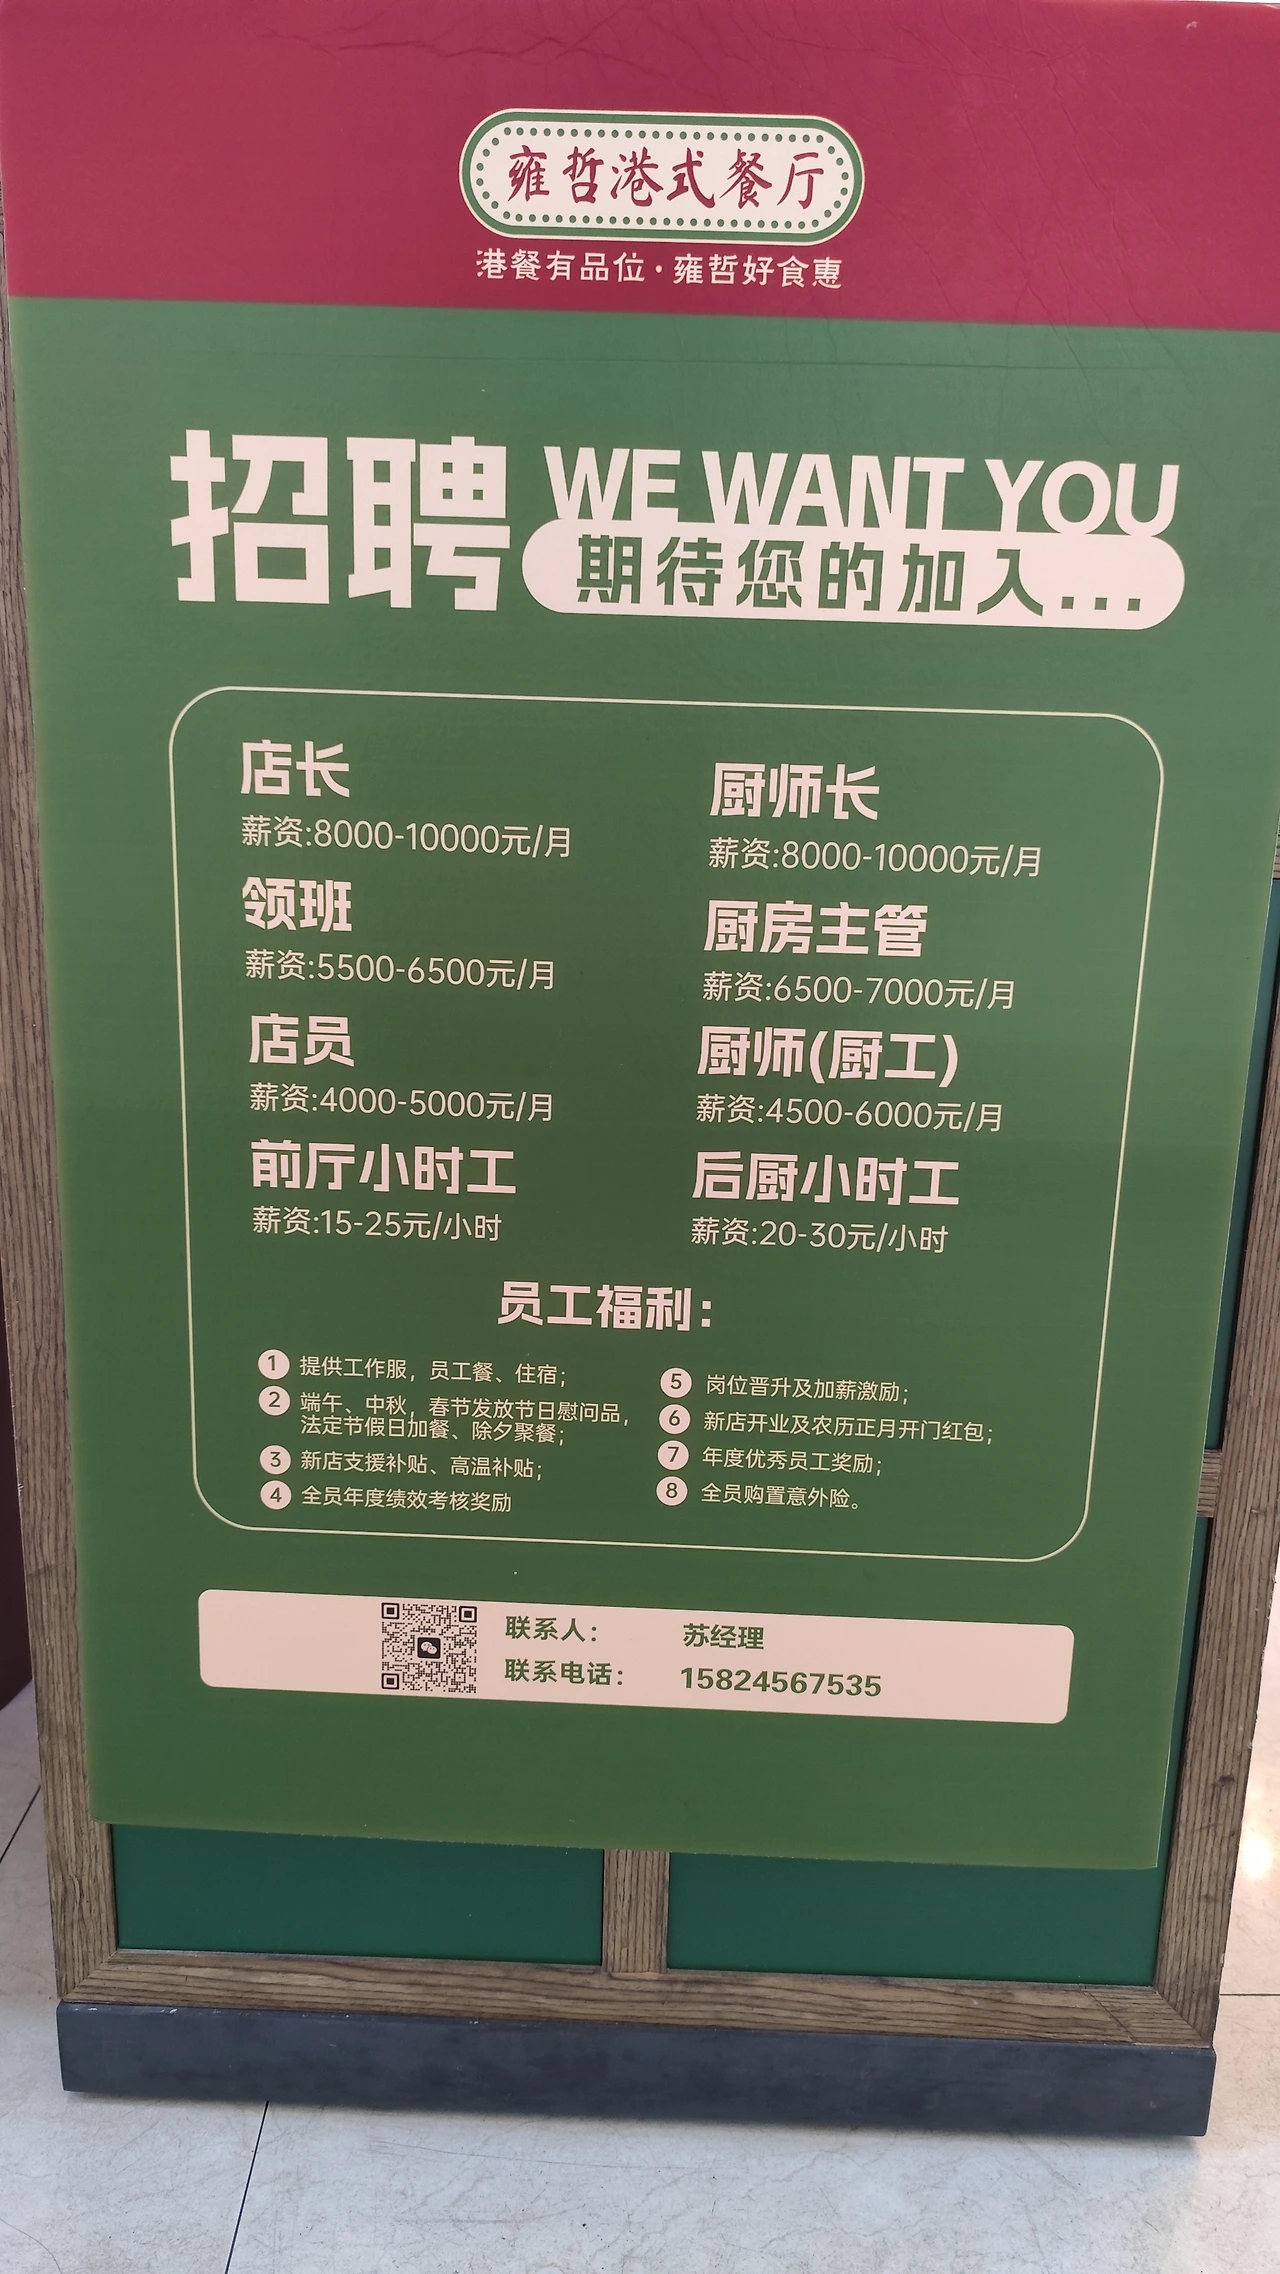 雍哲港式餐厅
港餐有品位·雍哲好食惠
招聘
WE WANT YOU
期待您的加入...
店长
薪资:8000-10000元/月
领班
薪资:5500-6500元/月
店员
薪资:4000-5000元/月
前厅小时工
薪资:15-25元/小时
厨师长
薪资:8000-10000元/月
厨房主管
薪资:6500-7000元/月
厨师(厨工)
薪资:4500-6000元/月
后厨小时工
薪资:20-30元/小时
员工福利:
1 提供工作服，员工餐、住宿；
2 端午、中秋，春节发放节日慰问品，
法定节假日加餐、除夕聚餐；
3 新店支援补贴、高温补贴；
4 全员年度绩效考核奖励
5 岗位晋升及加薪激励；
6 新店开业及农历正月开门红包；
7 年度优秀员工奖励；
8 全员购置意外险。
联系人： 苏经理
联系电话： 15824567535